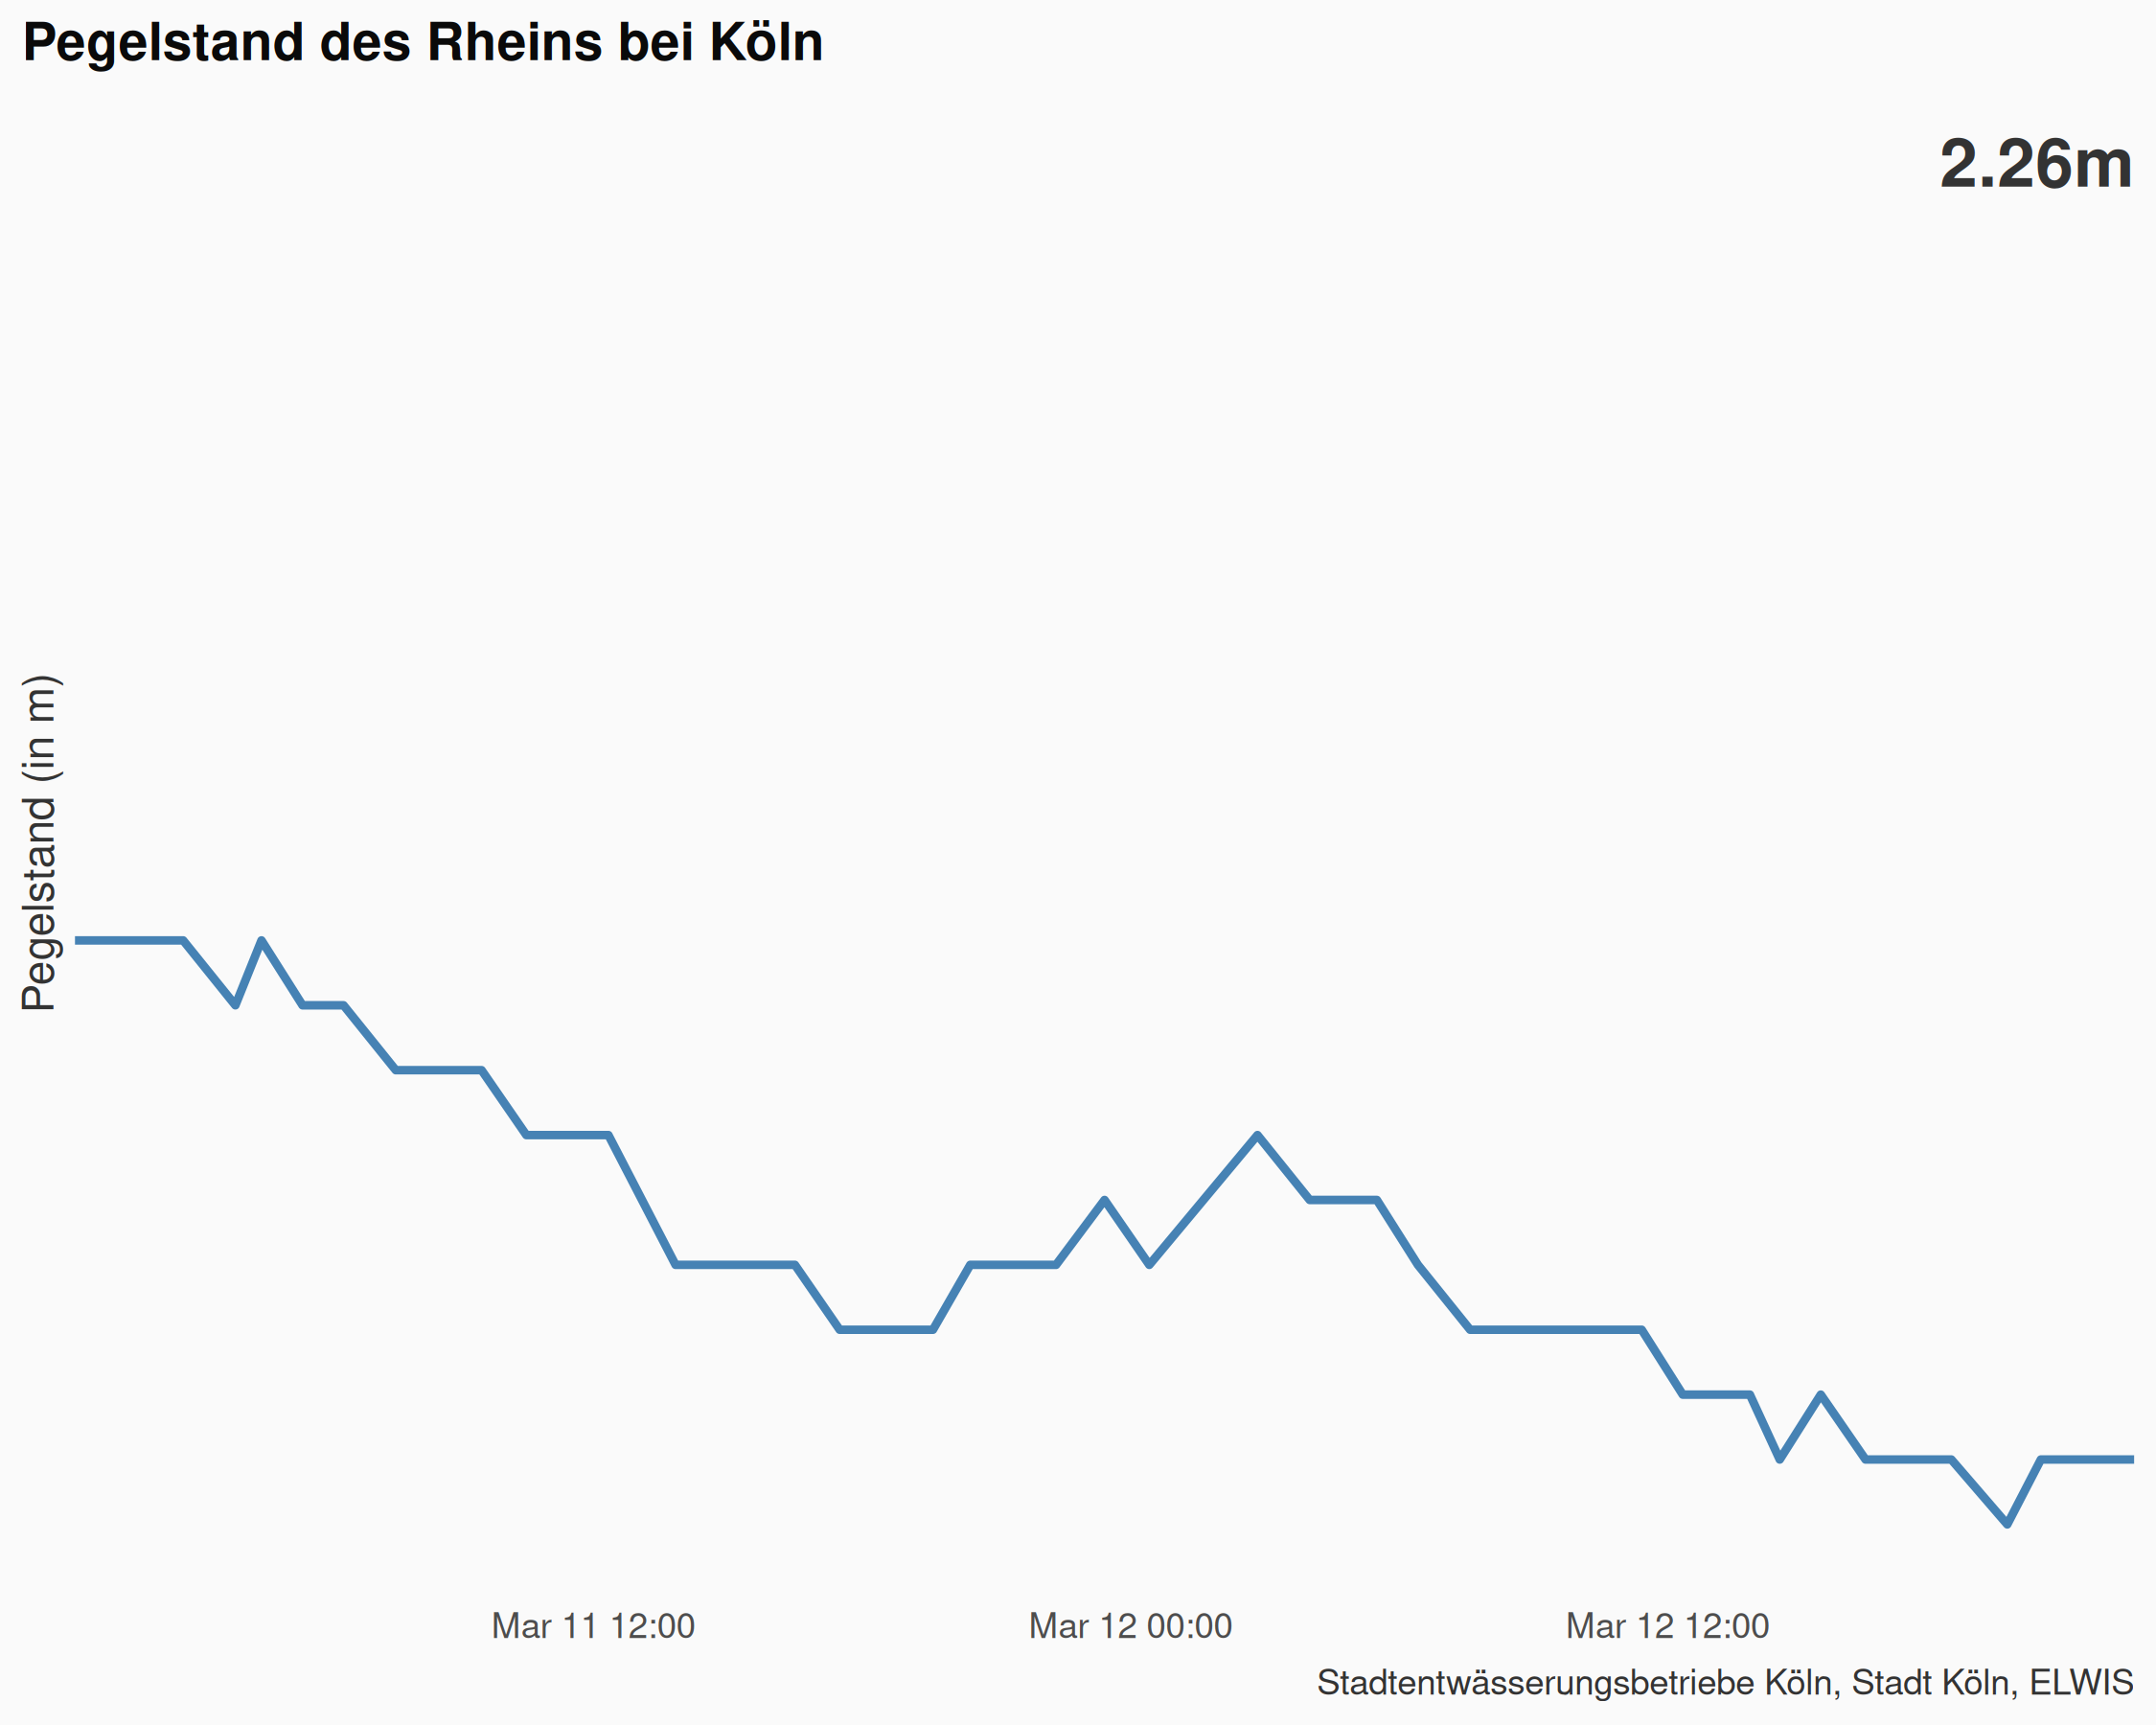 Pegelstand des Rheins bei Köln
2.26m
Pegelstand (in m)
Mar 11 12:00
Mar 12 00:00
Mar 12 12:00
Stadtentwässerungsbetriebe Köln, Stadt Köln, ELWIS